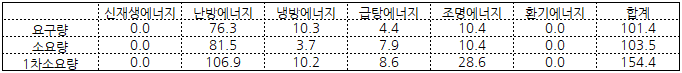 신재생에너지 난방에너지 냉방에너지 급탕에너지 조명에너지 환기에너지 합계
요구량 0.0 76.3 10.3 4.4 10.4 0.0 101.4
소요량 0.0 81.5 3.7 7.9 10.4 0.0 103.5
1차소요량 0.0 106.9 10.2 8.6 28.6 0.0 154.4